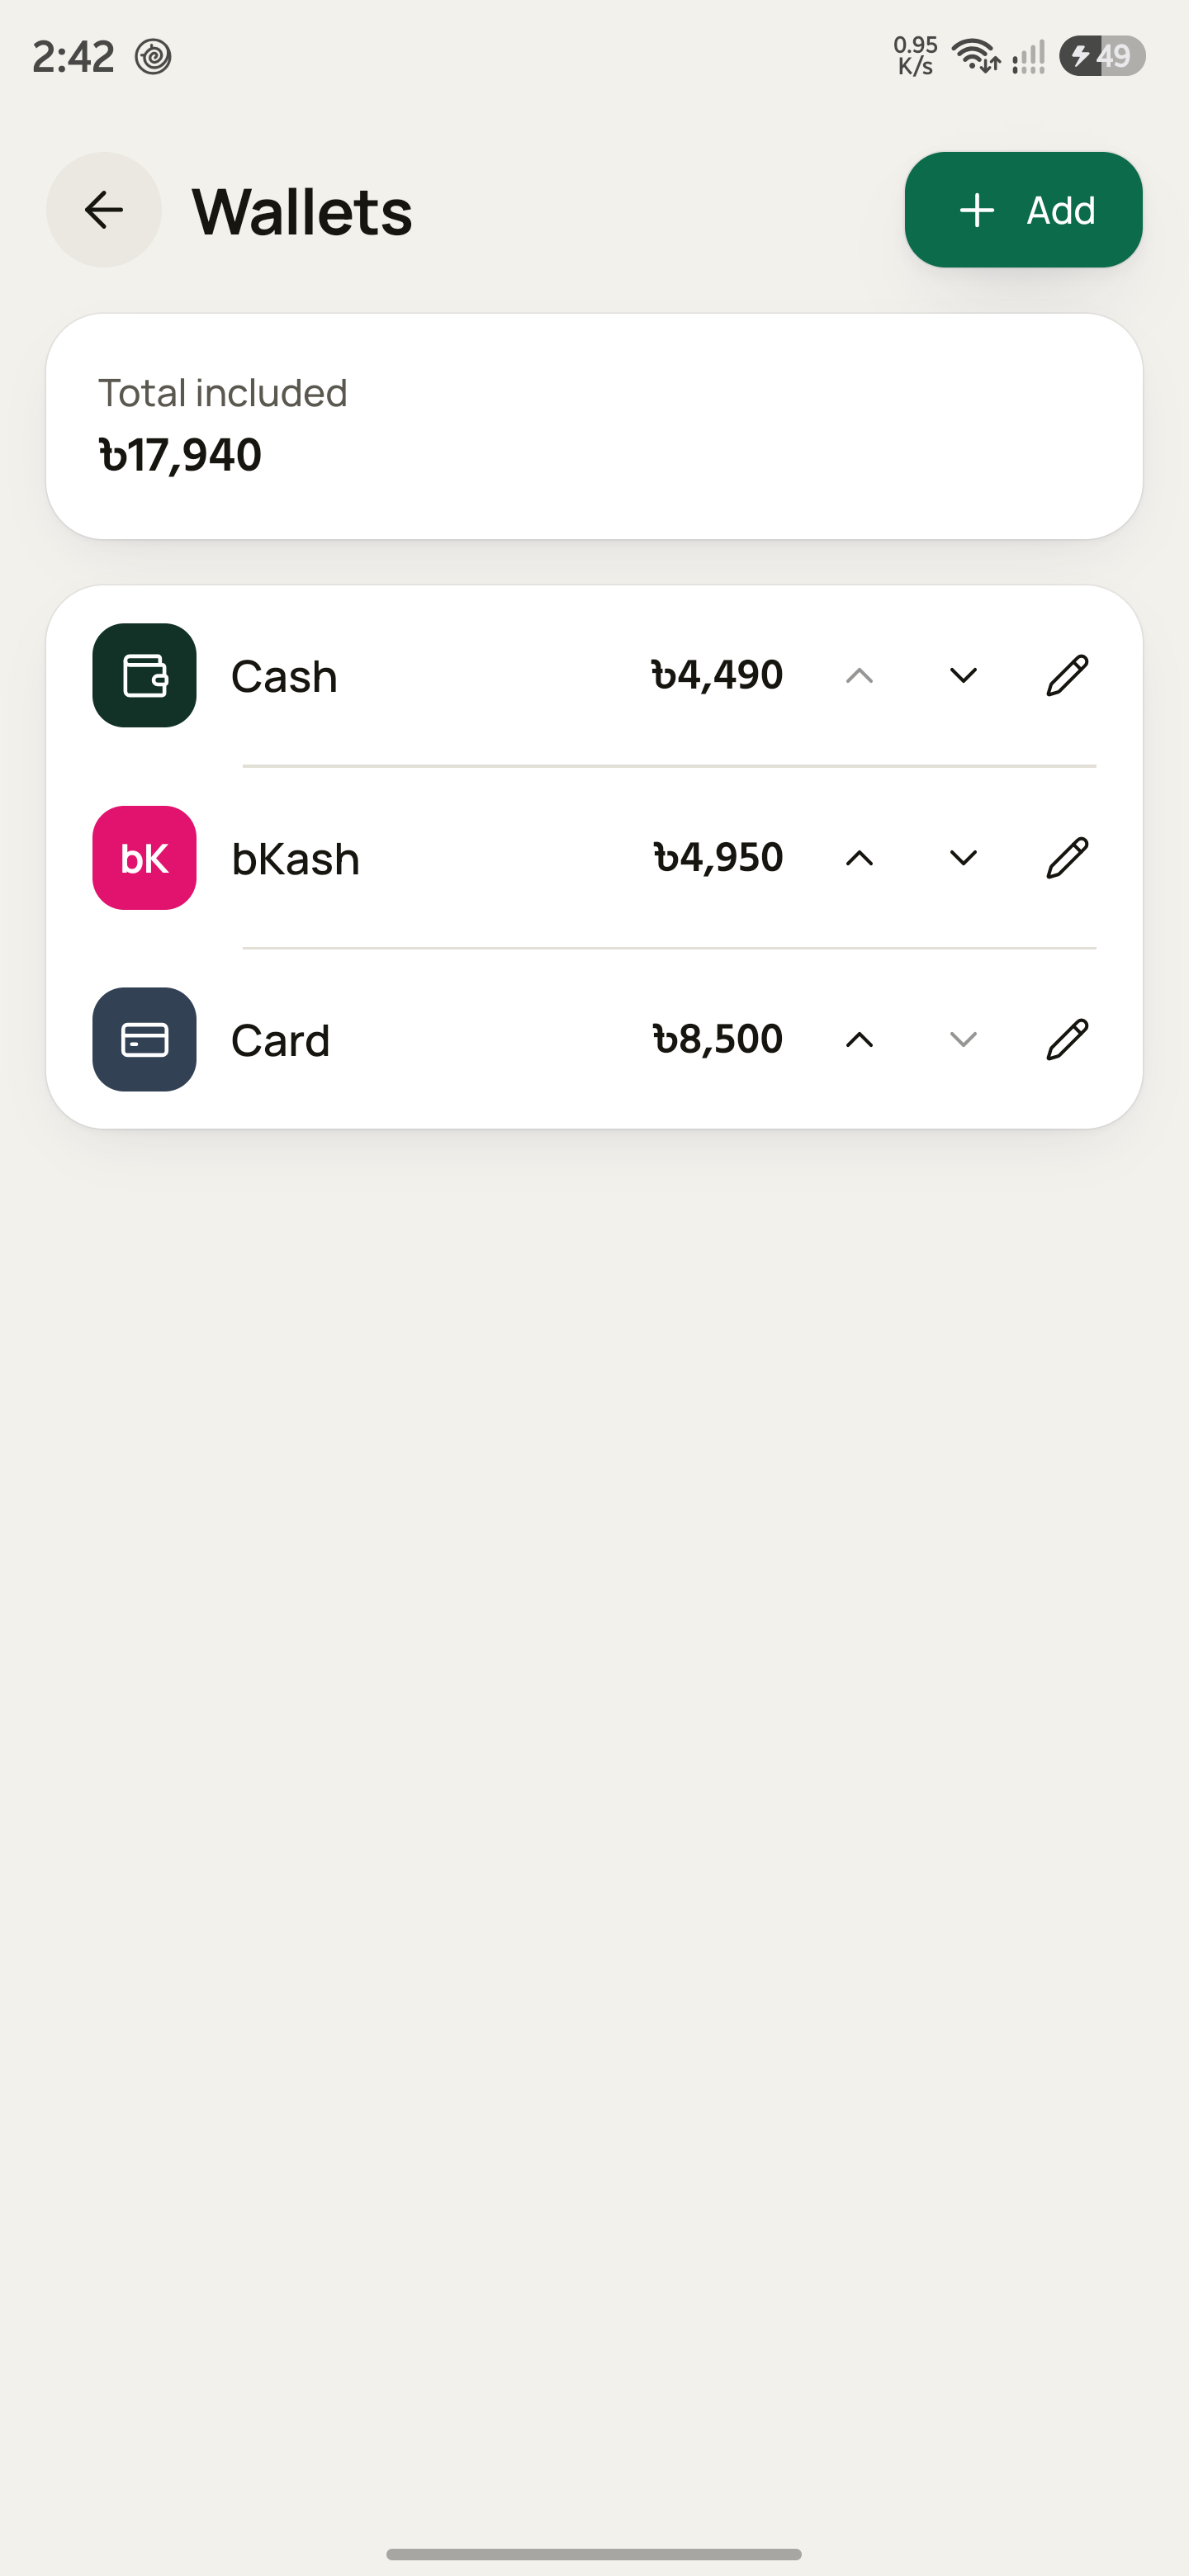 2:42
0.95
K/s
49
Wallets
Add
Total included
৳17,940
Cash
৳4,490
bK
bKash
৳4,950
Card
৳8,500